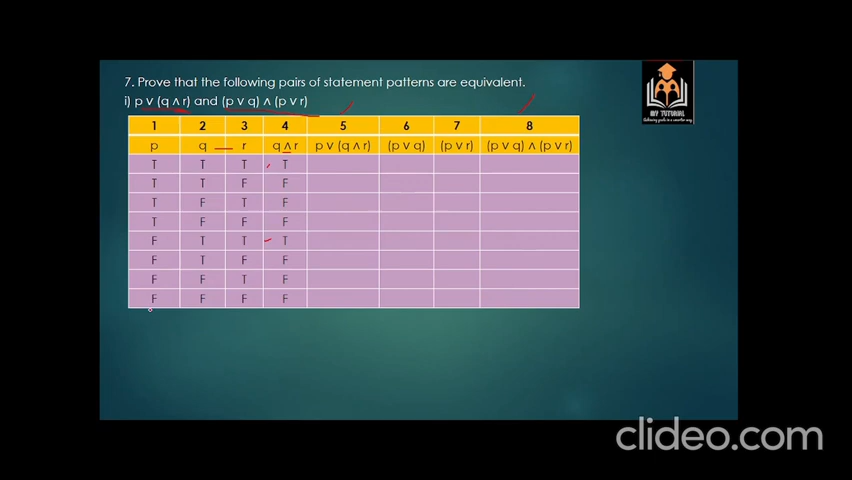 7. Prove that the following pairs of statement patterns are equivalent.
i) p ∨ (q ∧ r) and (p ∨ q) ∧ (p ∨ r)
MY TUTORIAL
1 2 3 4 5 6 7 8
p q r q ∧ r p ∨ (q ∧ r) (p ∨ q) (p ∨ r) (p ∨ q) ∧ (p ∨ r)
T T T T
T T F F
T F T F
T F F F
F T T T
F T F F
F F T F
F F F F
clideo.com